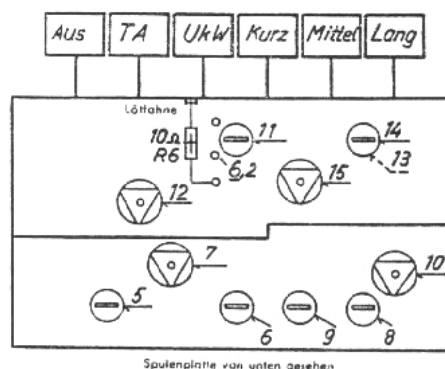 Aus TA UkW Kurz Mittel Lang
Lötfahne
10Ω
R6
11
14
6,2
13
15
12
7
10
5
6
9
8
Spulenplatte von unten gesehen